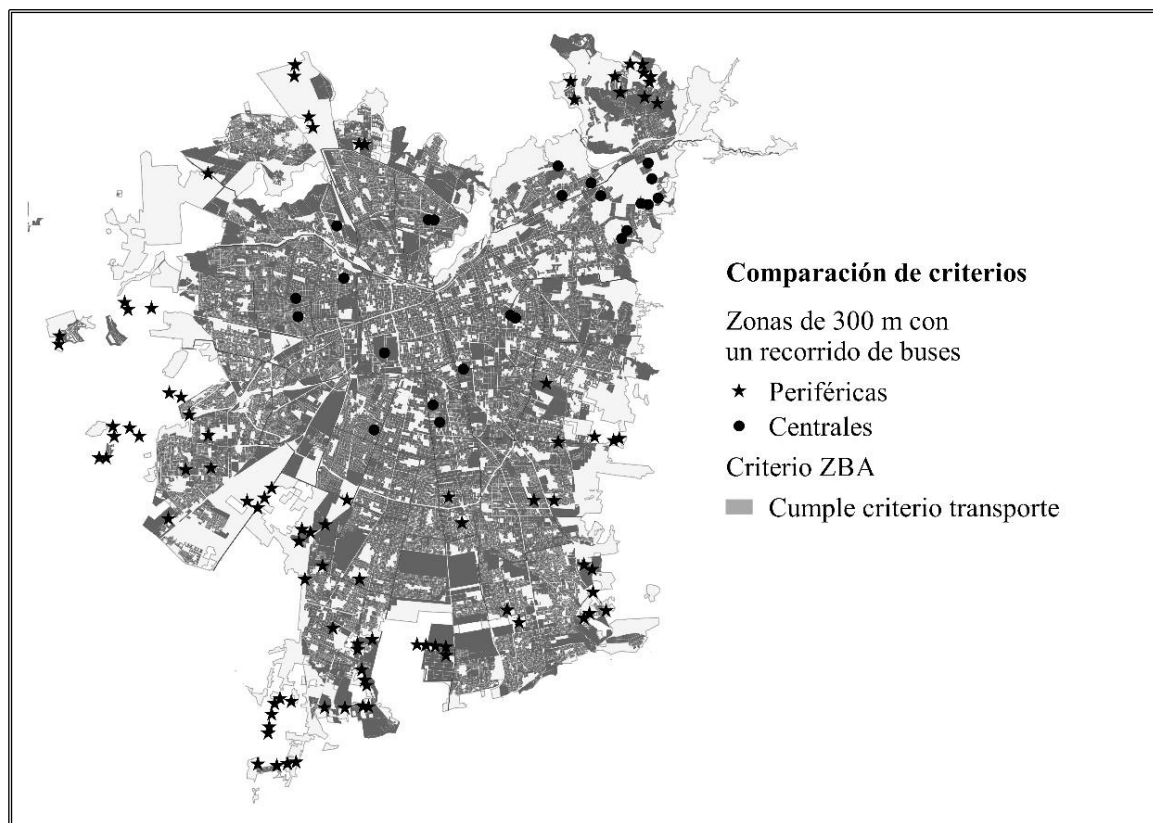 Comparación de criterios
Zonas de 300 m con
un recorrido de buses
Periféricas
Centrales
Criterio ZBA
Cumple criterio transporte